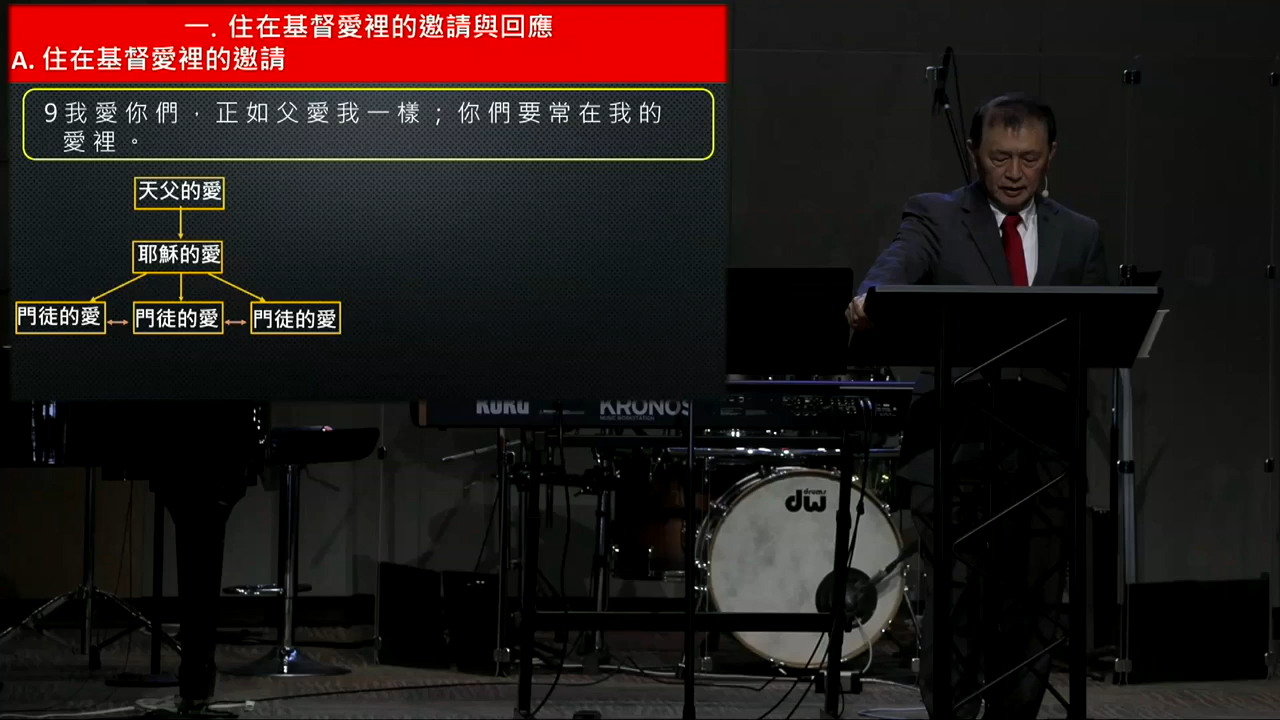 一. 住在基督愛裡的邀請與回應
A. 住在基督愛裡的邀請
9我愛你們，正如父愛我一樣；你們要常在我的
愛裡。
天父的愛
耶穌的愛
門徒的愛 門徒的愛 門徒的愛
KORG KRONOS
MUSIC WORKSTATION
drums
dw